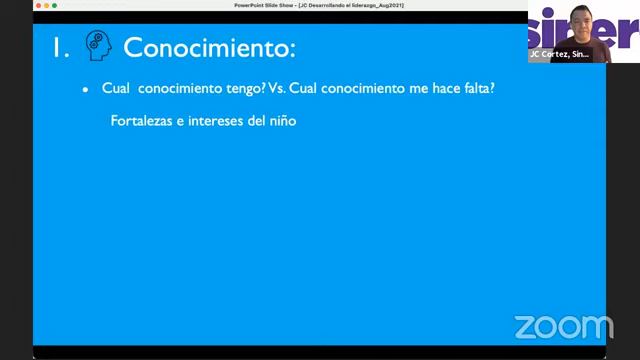 PowerPoint Slide Show - [JC Desarrollando el liderazgo_Aug2021]
1. Conocimiento:
• Cual conocimiento tengo? Vs. Cual conocimiento me hace falta?
Fortalezas e intereses del niño
JC Cortez, Sin...
zoom